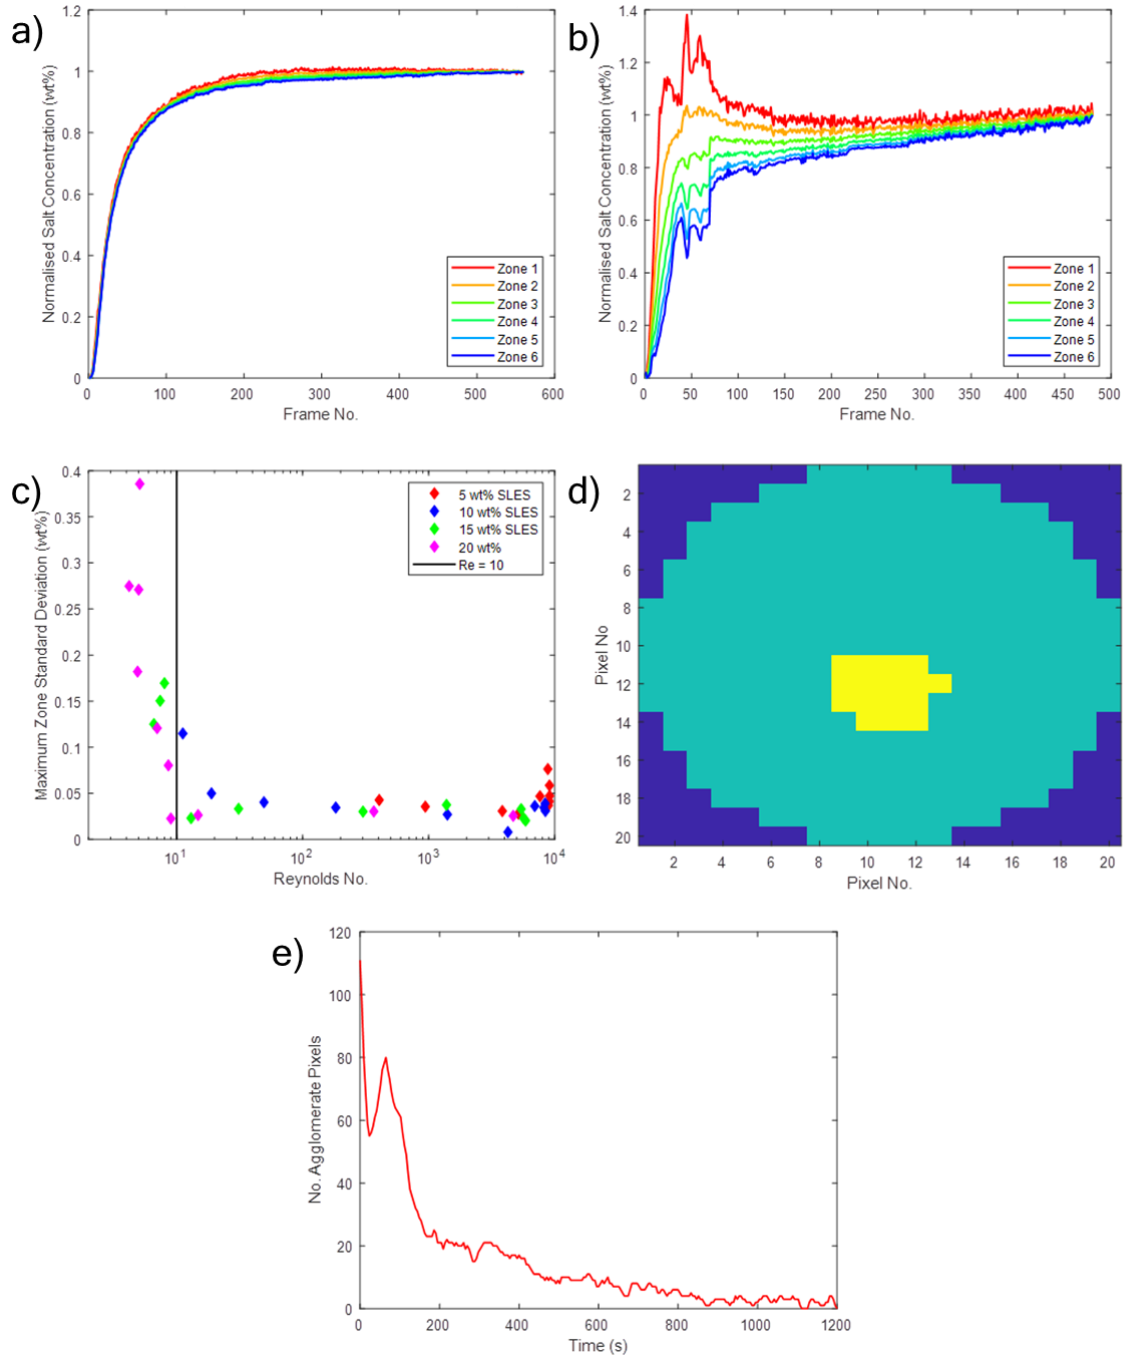 a)
1.2
1
0.8
0.6
0.4
0.2
0
Normalised Salt Concentration (wt%)
0 100 200 300 400 500 600
Frame No.
Zone 1
Zone 2
Zone 3
Zone 4
Zone 5
Zone 6
b)
1.4
1.2
1
0.8
0.6
0.4
0.2
0
Normalised Salt Concentration (wt%)
0 50 100 150 200 250 300 350 400 450 500
Frame No.
Zone 1
Zone 2
Zone 3
Zone 4
Zone 5
Zone 6
c)
0.4
0.35
0.3
0.25
0.2
0.15
0.1
0.05
0
Maximum Zone Standard Deviation (wt%)
10^1 10^2 10^3 10^4
Reynolds No.
5 wt% SLES
10 wt% SLES
15 wt% SLES
20 wt%
Re = 10
d)
2
4
6
8
10
12
14
16
18
20
Pixel No
2 4 6 8 10 12 14 16 18 20
Pixel No.
e)
120
100
80
60
40
20
0
No. Agglomerate Pixels
0 200 400 600 800 1000 1200
Time (s)